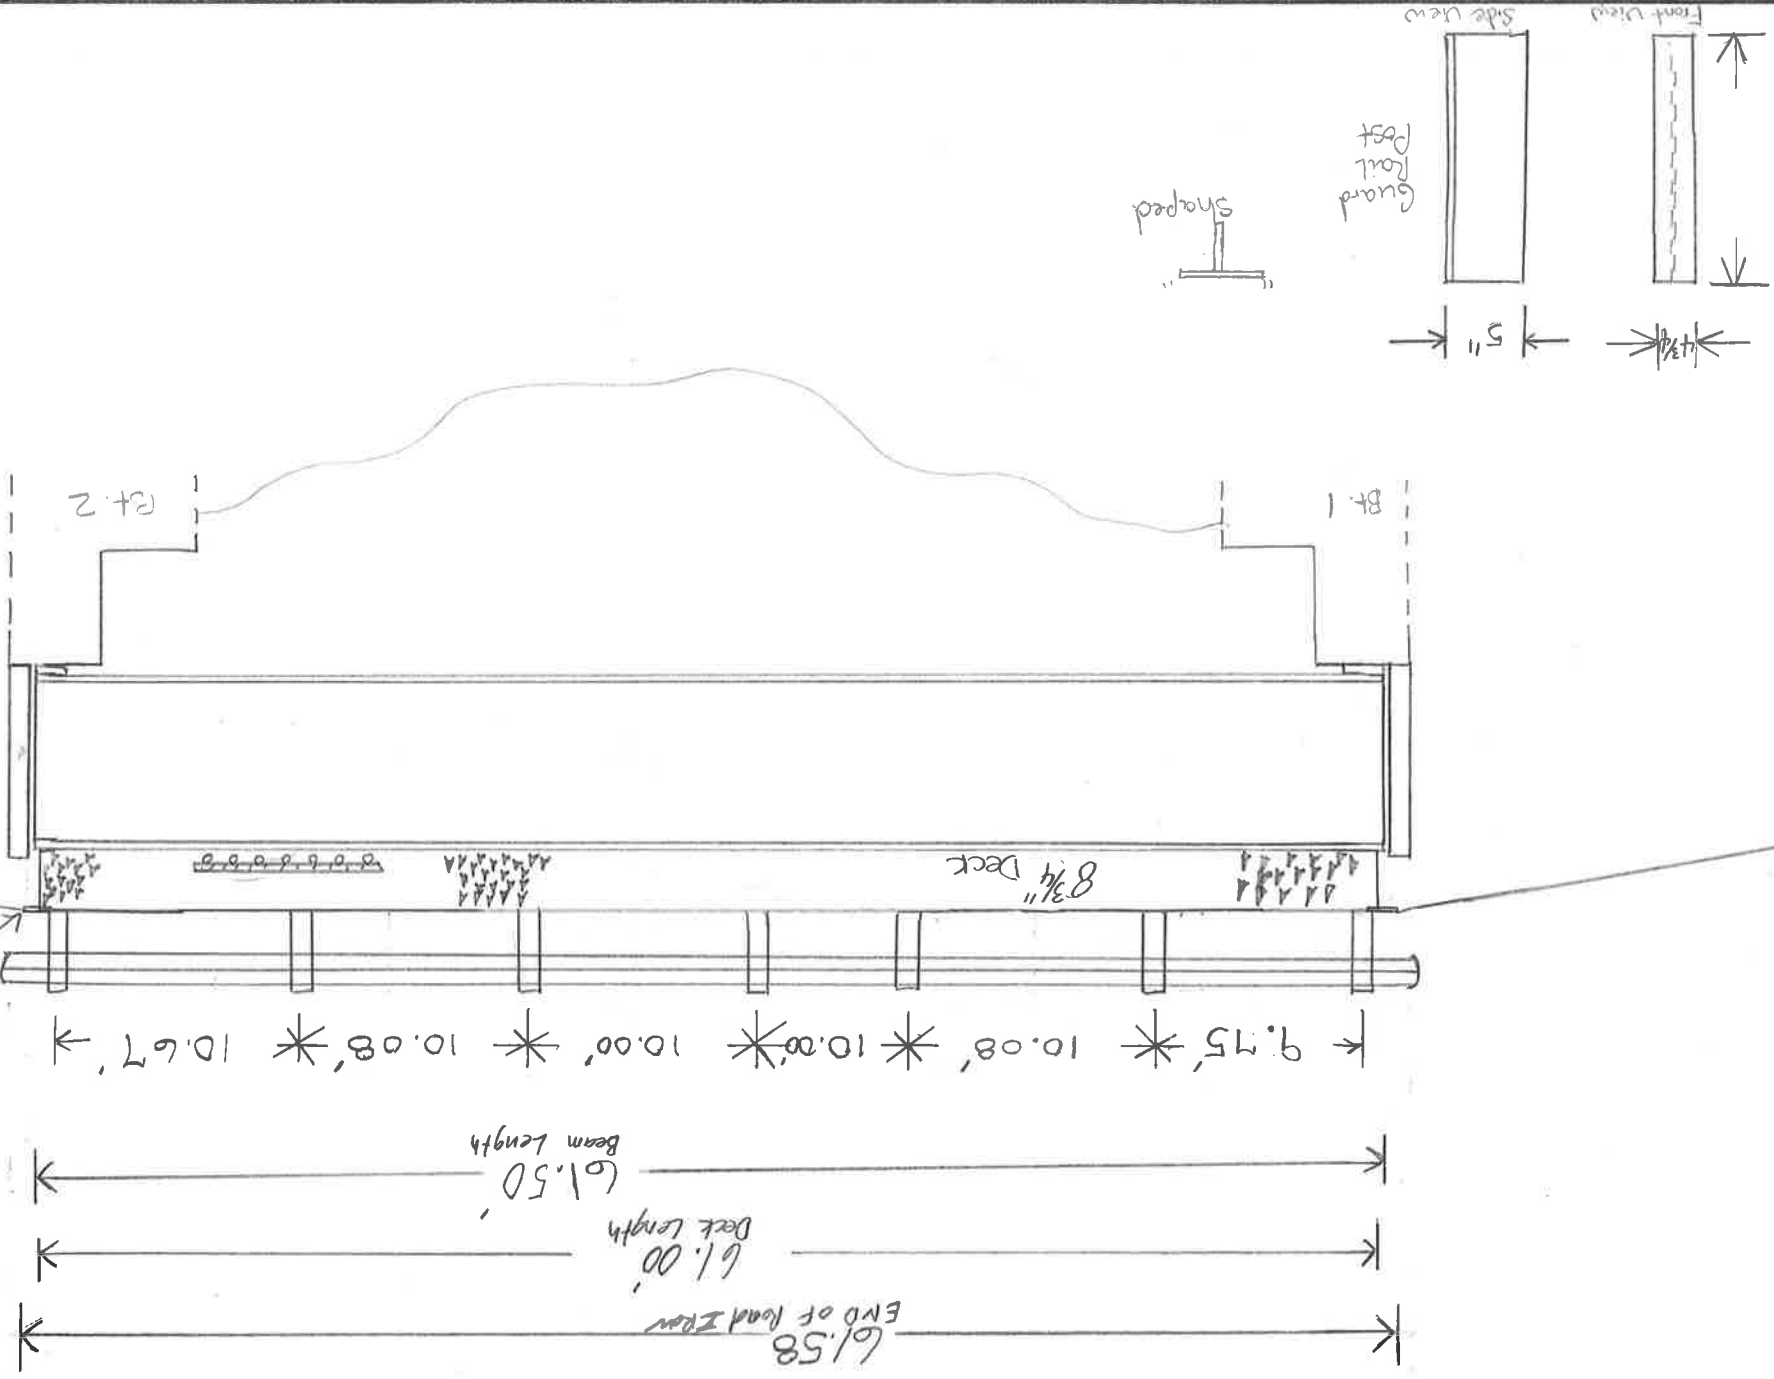 61.58
END OF Road IRON
61.00'
Deck Length
61.50'
Beam Length
9.75' 10.08' 10.00' 10.00' 10.08' 10.67'
8 3/4" Deck
Bt. 1
Bt. 2
4 3/4"
5"
"T"
Shaped
Guard
Rail
Post
Front View
Side View